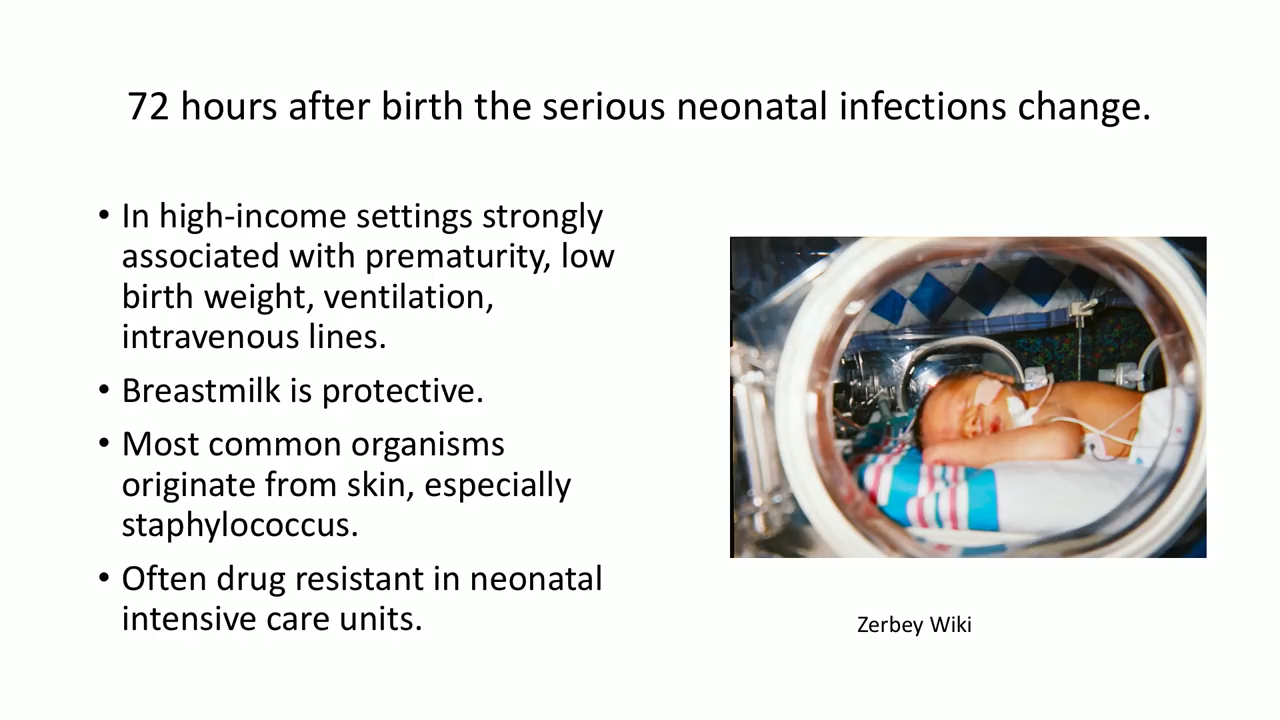 72 hours after birth the serious neonatal infections change.
• In high-income settings strongly
associated with prematurity, low
birth weight, ventilation,
intravenous lines.
• Breastmilk is protective.
• Most common organisms
originate from skin, especially
staphylococcus.
• Often drug resistant in neonatal
intensive care units.
Zerbey Wiki